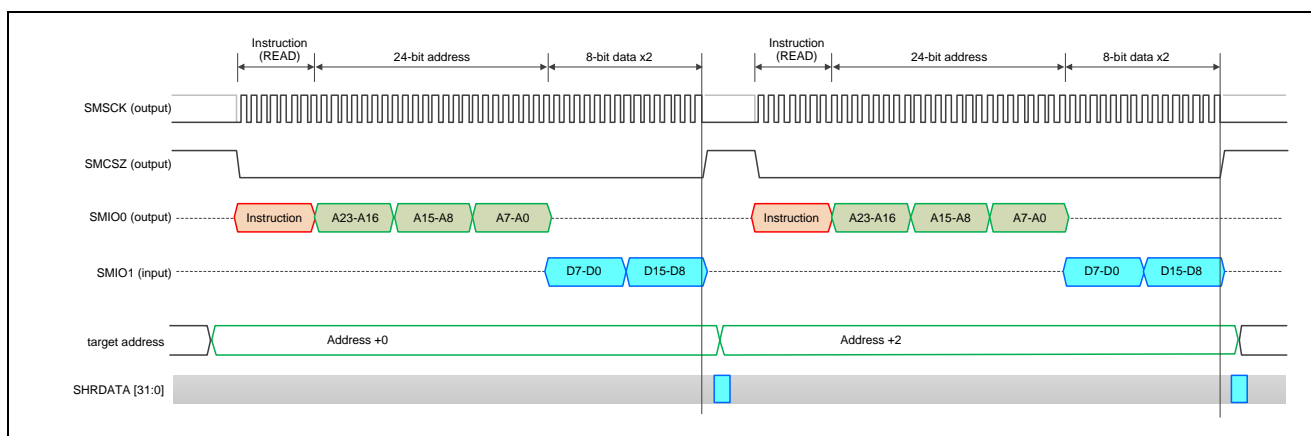 Instruction
(READ) 24-bit address 8-bit data x2 Instruction
(READ) 24-bit address 8-bit data x2
SMSCK (output)
SMCSZ (output)
SMIO0 (output) Instruction A23-A16 A15-A8 A7-A0 Instruction A23-A16 A15-A8 A7-A0
SMIO1 (input) D7-D0 D15-D8 D7-D0 D15-D8
target address Address +0 Address +2
SHRDATA [31:0]